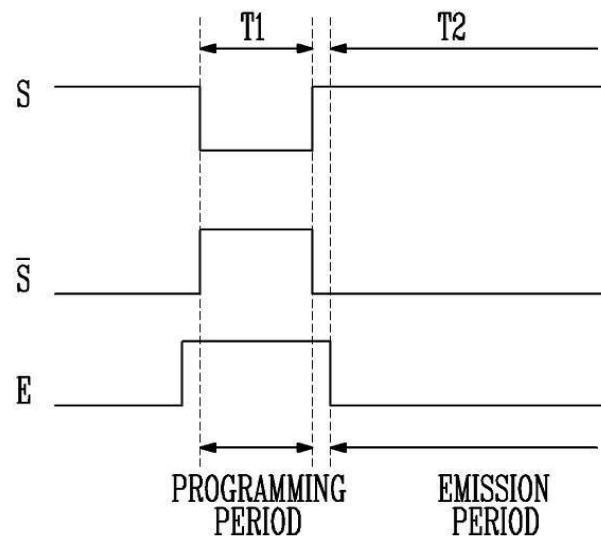 T1 T2
S
S̄
E
PROGRAMMING EMISSION
PERIOD PERIOD